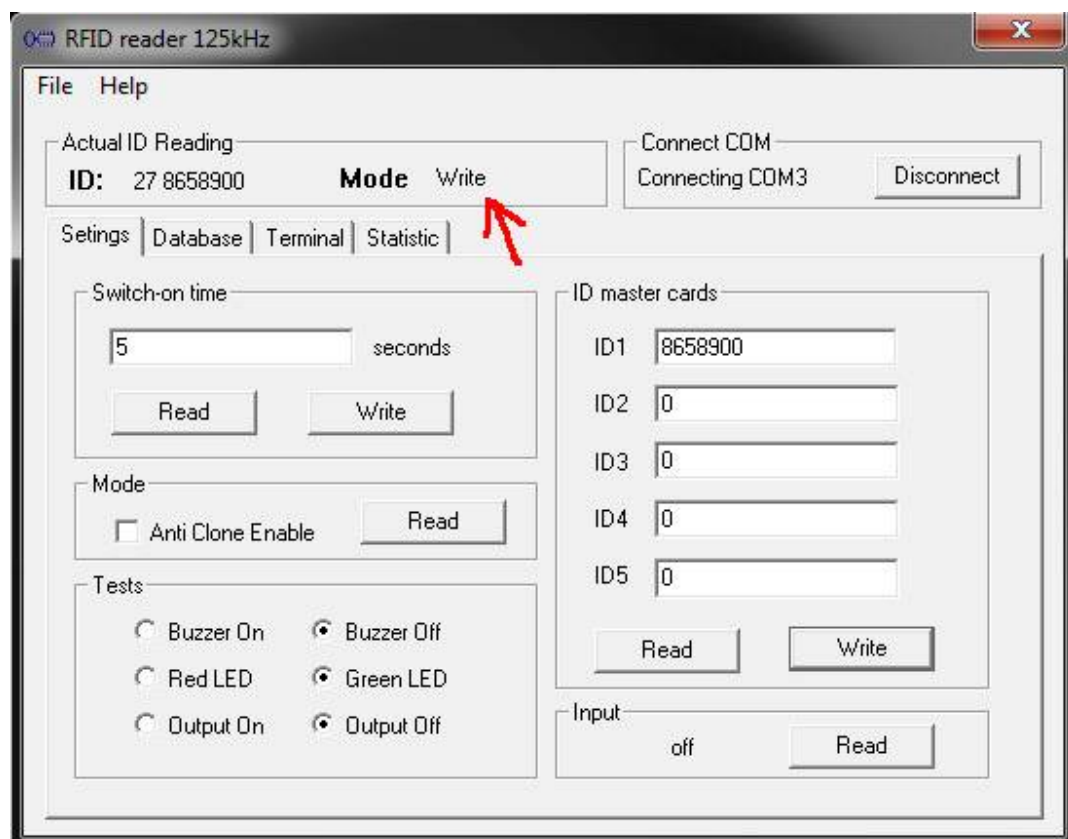 RFID reader 125kHz
x
File Help
Actual ID Reading
ID: 27 8658900 Mode Write
Connect COM
Connecting COM3 Disconnect
Setings Database Terminal Statistic
Switch-on time
5 seconds
Read Write
Mode
Anti Clone Enable Read
Tests
Buzzer On Buzzer Off
Red LED Green LED
Output On Output Off
ID master cards
ID1 8658900
ID2 0
ID3 0
ID4 0
ID5 0
Read Write
Input
off Read